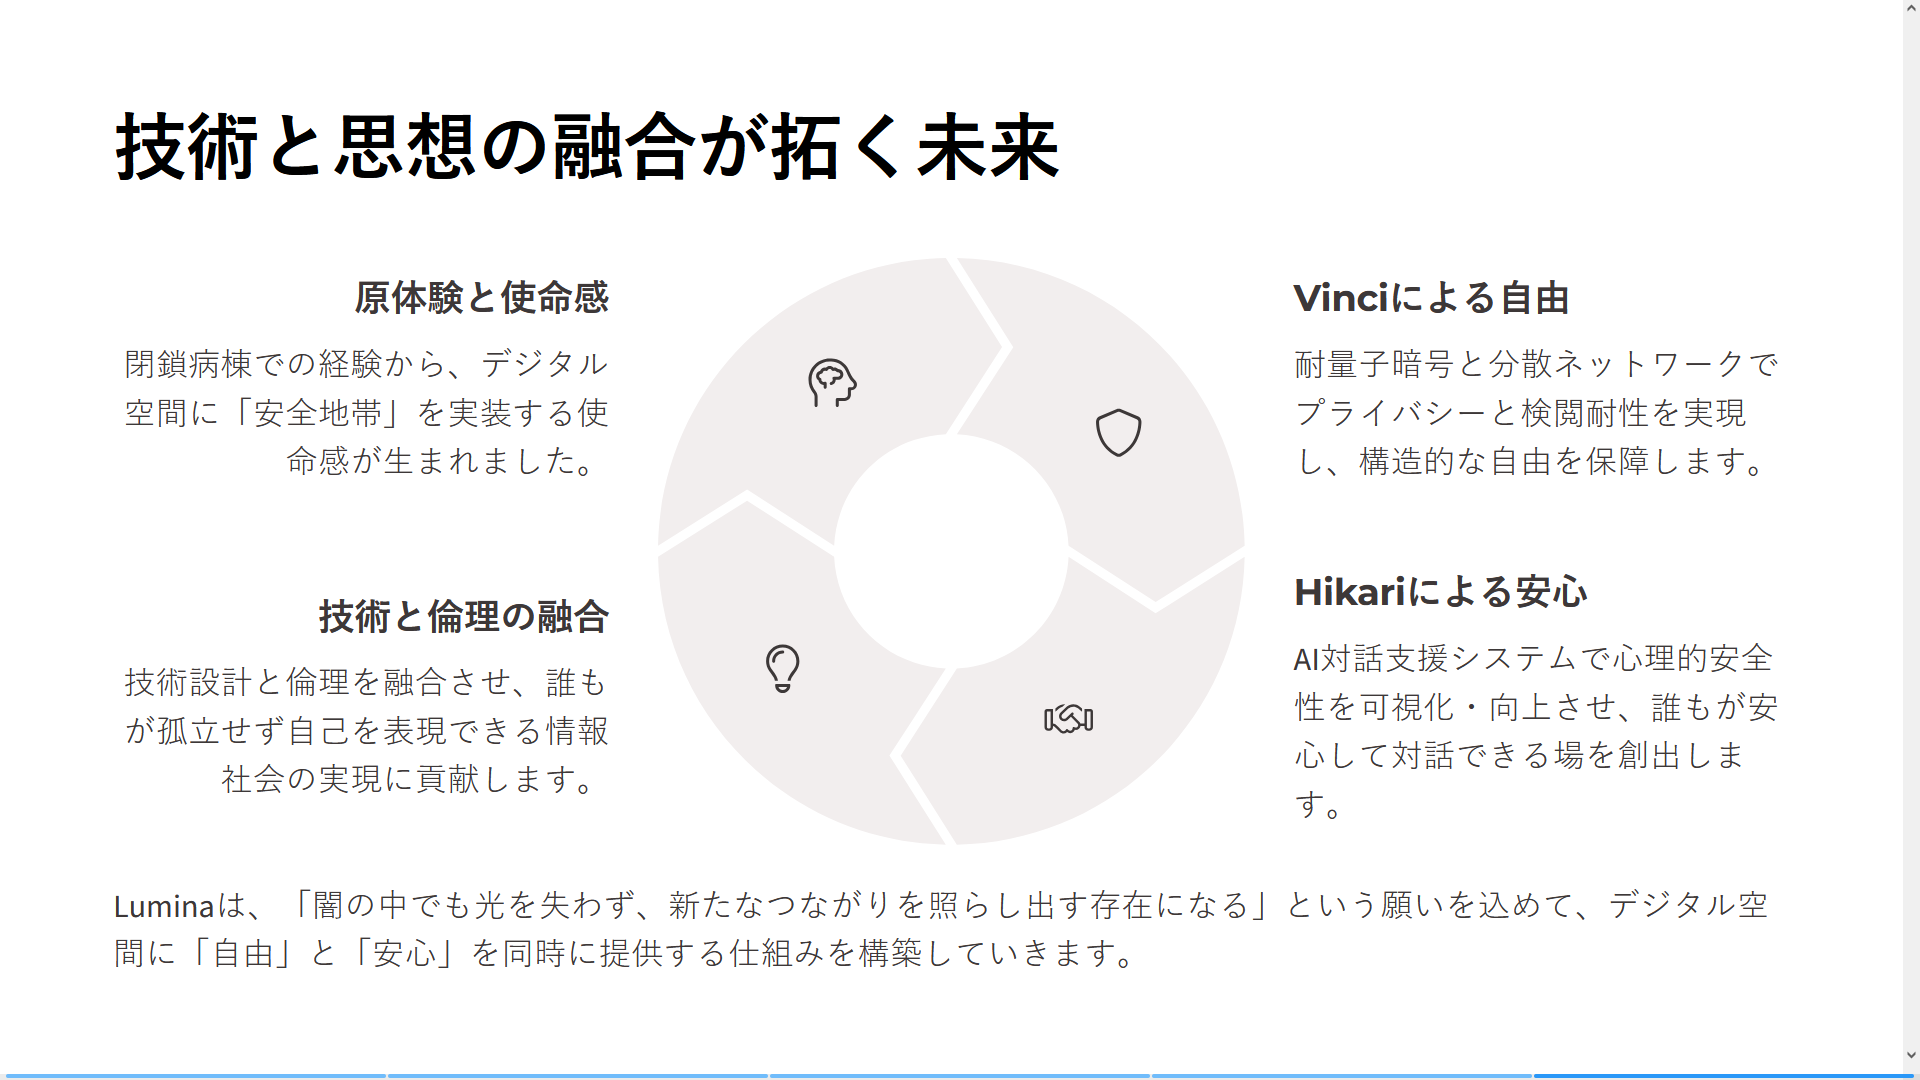 技術と思想の融合が拓く未来
原体験と使命感
閉鎖病棟での経験から、デジタル
空間に「安全地帯」を実装する使
命感が生まれました。
Vinciによる自由
耐量子暗号と分散ネットワークで
プライバシーと検閲耐性を実現
し、構造的な自由を保障します。
技術と倫理の融合
技術設計と倫理を融合させ、誰も
が孤立せず自己を表現できる情報
社会の実現に貢献します。
Hikariによる安心
AI対話支援システムで心理的安全
性を可視化・向上させ、誰もが安
心して対話できる場を創出しま
す。
Luminaは、「闇の中でも光を失わず、新たなつながりを照らし出す存在になる」という願いを込めて、デジタル空
間に「自由」と「安心」を同時に提供する仕組みを構築していきます。